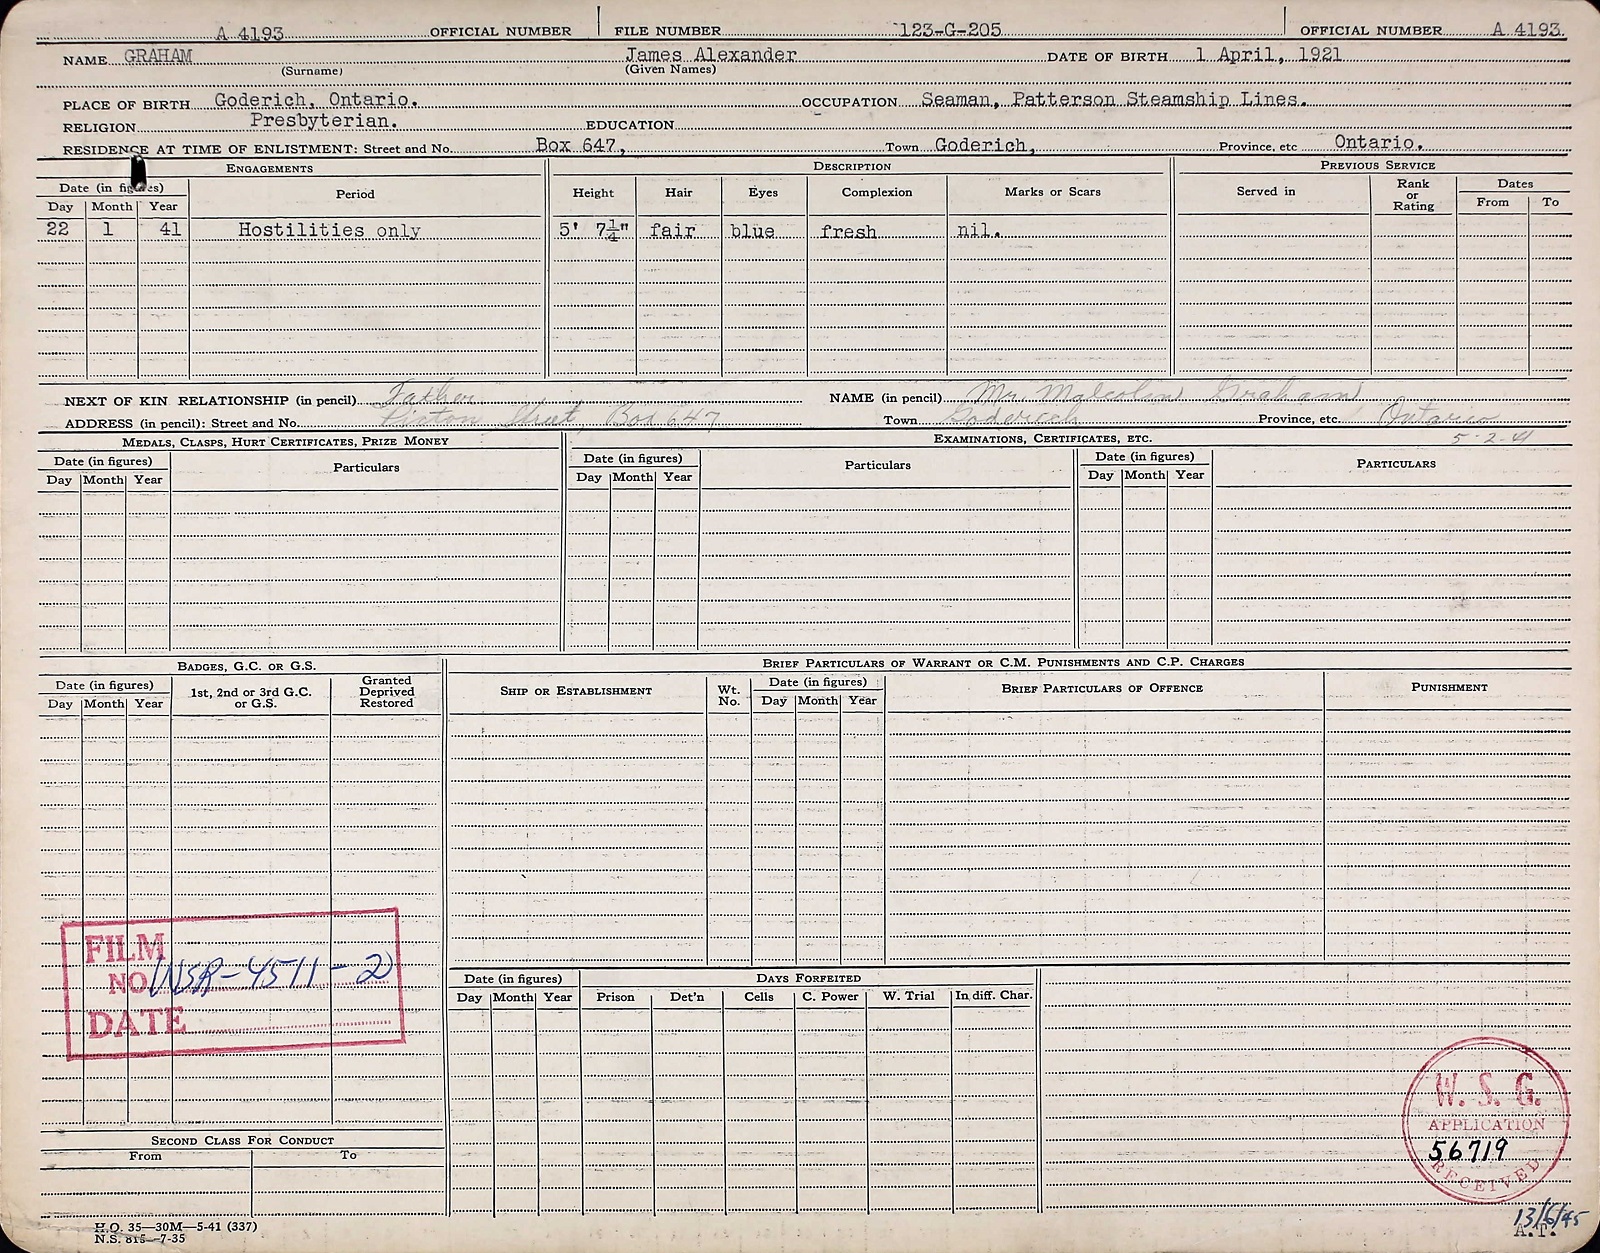 A 4193 OFFICIAL NUMBER FILE NUMBER 123-G-205 OFFICIAL NUMBER A 4193
NAME GRAHAM James Alexander DATE OF BIRTH 1 April, 1921
(Surname) (Given Names)
PLACE OF BIRTH Goderich, Ontario. OCCUPATION Seaman, Patterson Steamship Lines.
RELIGION Presbyterian. EDUCATION
RESIDENCE AT TIME OF ENLISTMENT: Street and No. Box 647, Town Goderich, Province, etc Ontario.
ENGAGEMENTS DESCRIPTION PREVIOUS SERVICE
Date (in figures) Period Height Hair Eyes Complexion Marks or Scars Served in Rank or Rating Dates
Day Month Year From To
22 1 41 Hostilities only 5' 7¼" fair blue fresh nil.
NEXT OF KIN RELATIONSHIP (in pencil) Father NAME (in pencil) Mr. Malcolm Graham
ADDRESS (in pencil): Street and No. Street, Box 647 Town Goderich Province, etc. Ontario
5-2-41
MEDALS, CLASPS, HURT CERTIFICATES, PRIZE MONEY EXAMINATIONS, CERTIFICATES, ETC.
Date (in figures) Particulars Date (in figures) Particulars Date (in figures) PARTICULARS
Day Month Year Day Month Year Day Month Year
BADGES, G.C. OR G.S. BRIEF PARTICULARS OF WARRANT OR C.M. PUNISHMENTS AND C.P. CHARGES
Date (in figures) 1st, 2nd or 3rd G.C. or G.S. Granted Deprived Restored SHIP OR ESTABLISHMENT Wt. No. Date (in figures) BRIEF PARTICULARS OF OFFENCE PUNISHMENT
Day Month Year Day Month Year
FILM
NO WSR-4511-2
DATE
Date (in figures) DAYS FORFEITED
Day Month Year Prison Det'n Cells C. Power W. Trial In diff. Char.
W. S. G.
APPLICATION
56719
RECEIVED
SECOND CLASS FOR CONDUCT
From To
13/6/45
A.T.
H.Q. 35—30M—5-41 (337)
N.S. 815—7-35